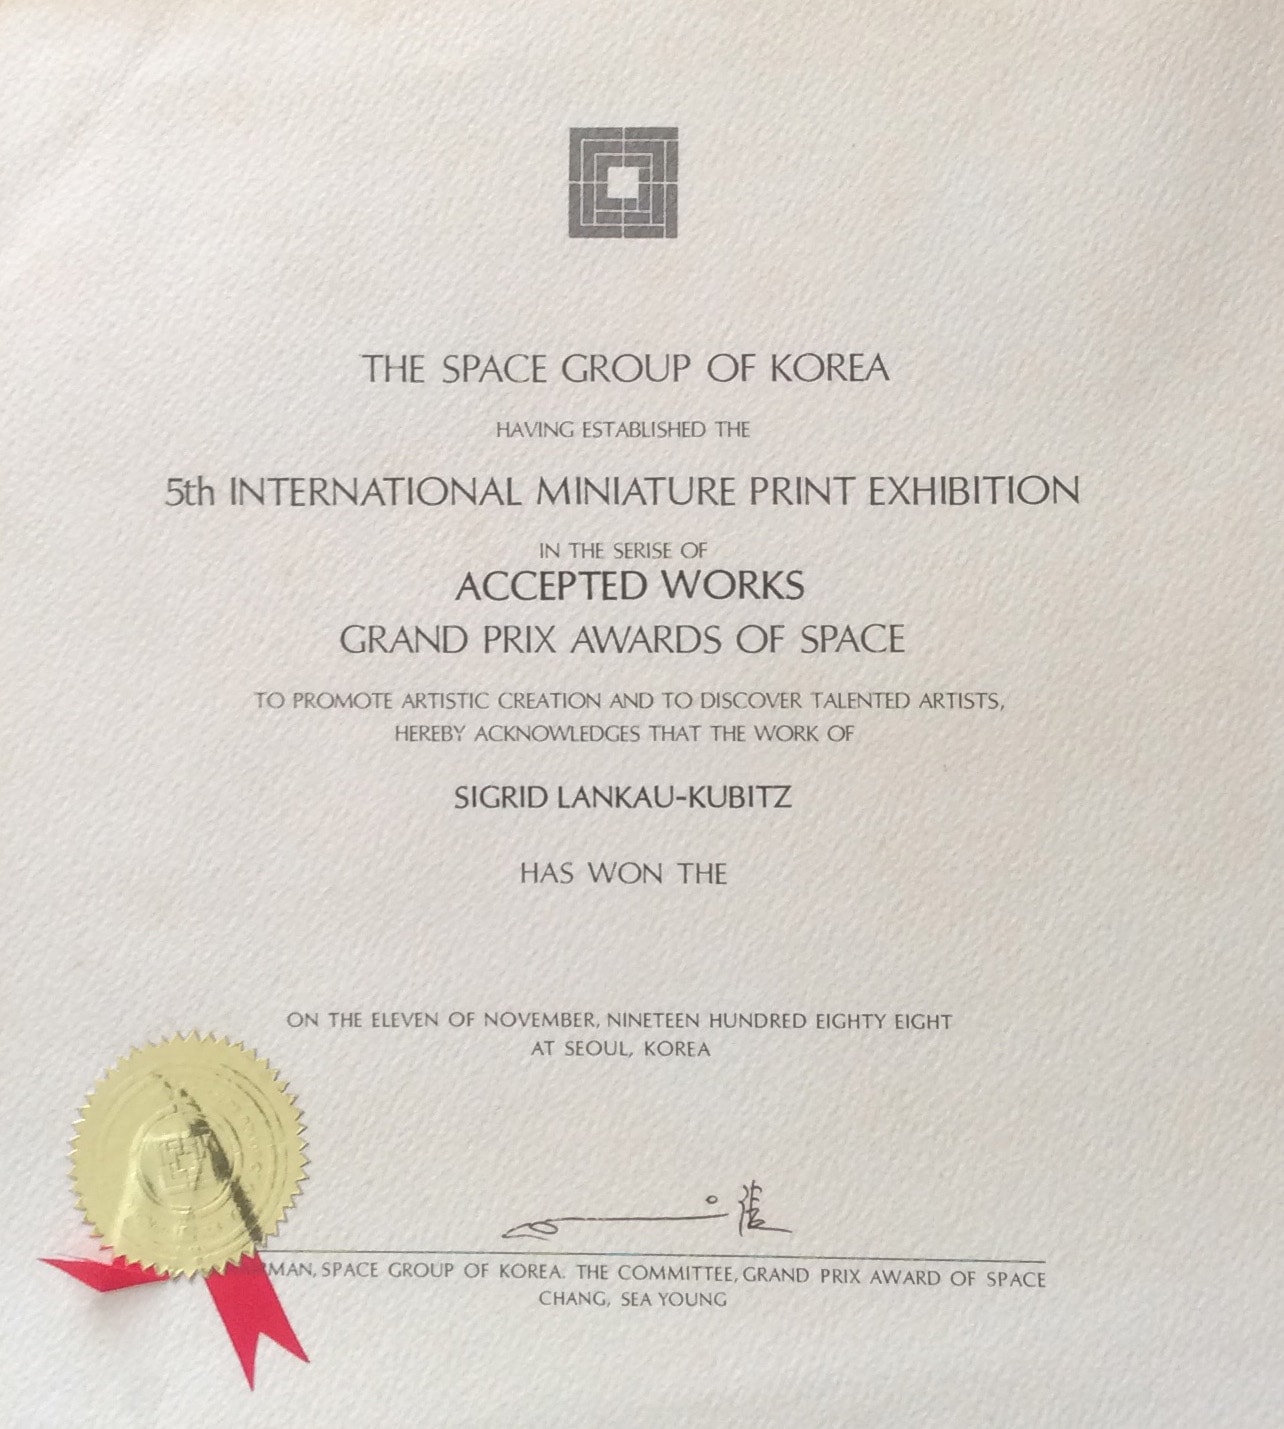 THE SPACE GROUP OF KOREA
HAVING ESTABLISHED THE
5th INTERNATIONAL MINIATURE PRINT EXHIBITION
IN THE SERISE OF
ACCEPTED WORKS
GRAND PRIX AWARDS OF SPACE
TO PROMOTE ARTISTIC CREATION AND TO DISCOVER TALENTED ARTISTS,
HEREBY ACKNOWLEDGES THAT THE WORK OF
SIGRID LANKAU-KUBITZ
HAS WON THE
ON THE ELEVEN OF NOVEMBER, NINETEEN HUNDRED EIGHTY EIGHT
AT SEOUL, KOREA
MAN, SPACE GROUP OF KOREA. THE COMMITTEE, GRAND PRIX AWARD OF SPACE
CHANG, SEA YOUNG